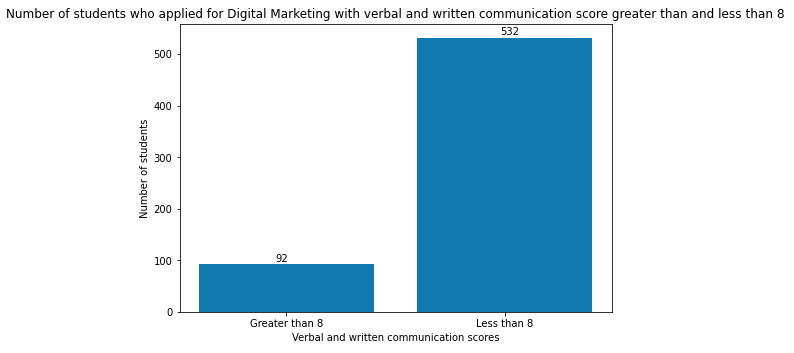 Number of students who applied for Digital Marketing with verbal and written communication score greater than and less than 8
532
500
400
300
200
100
0
92
Number of students
Greater than 8
Less than 8
Verbal and written communication scores